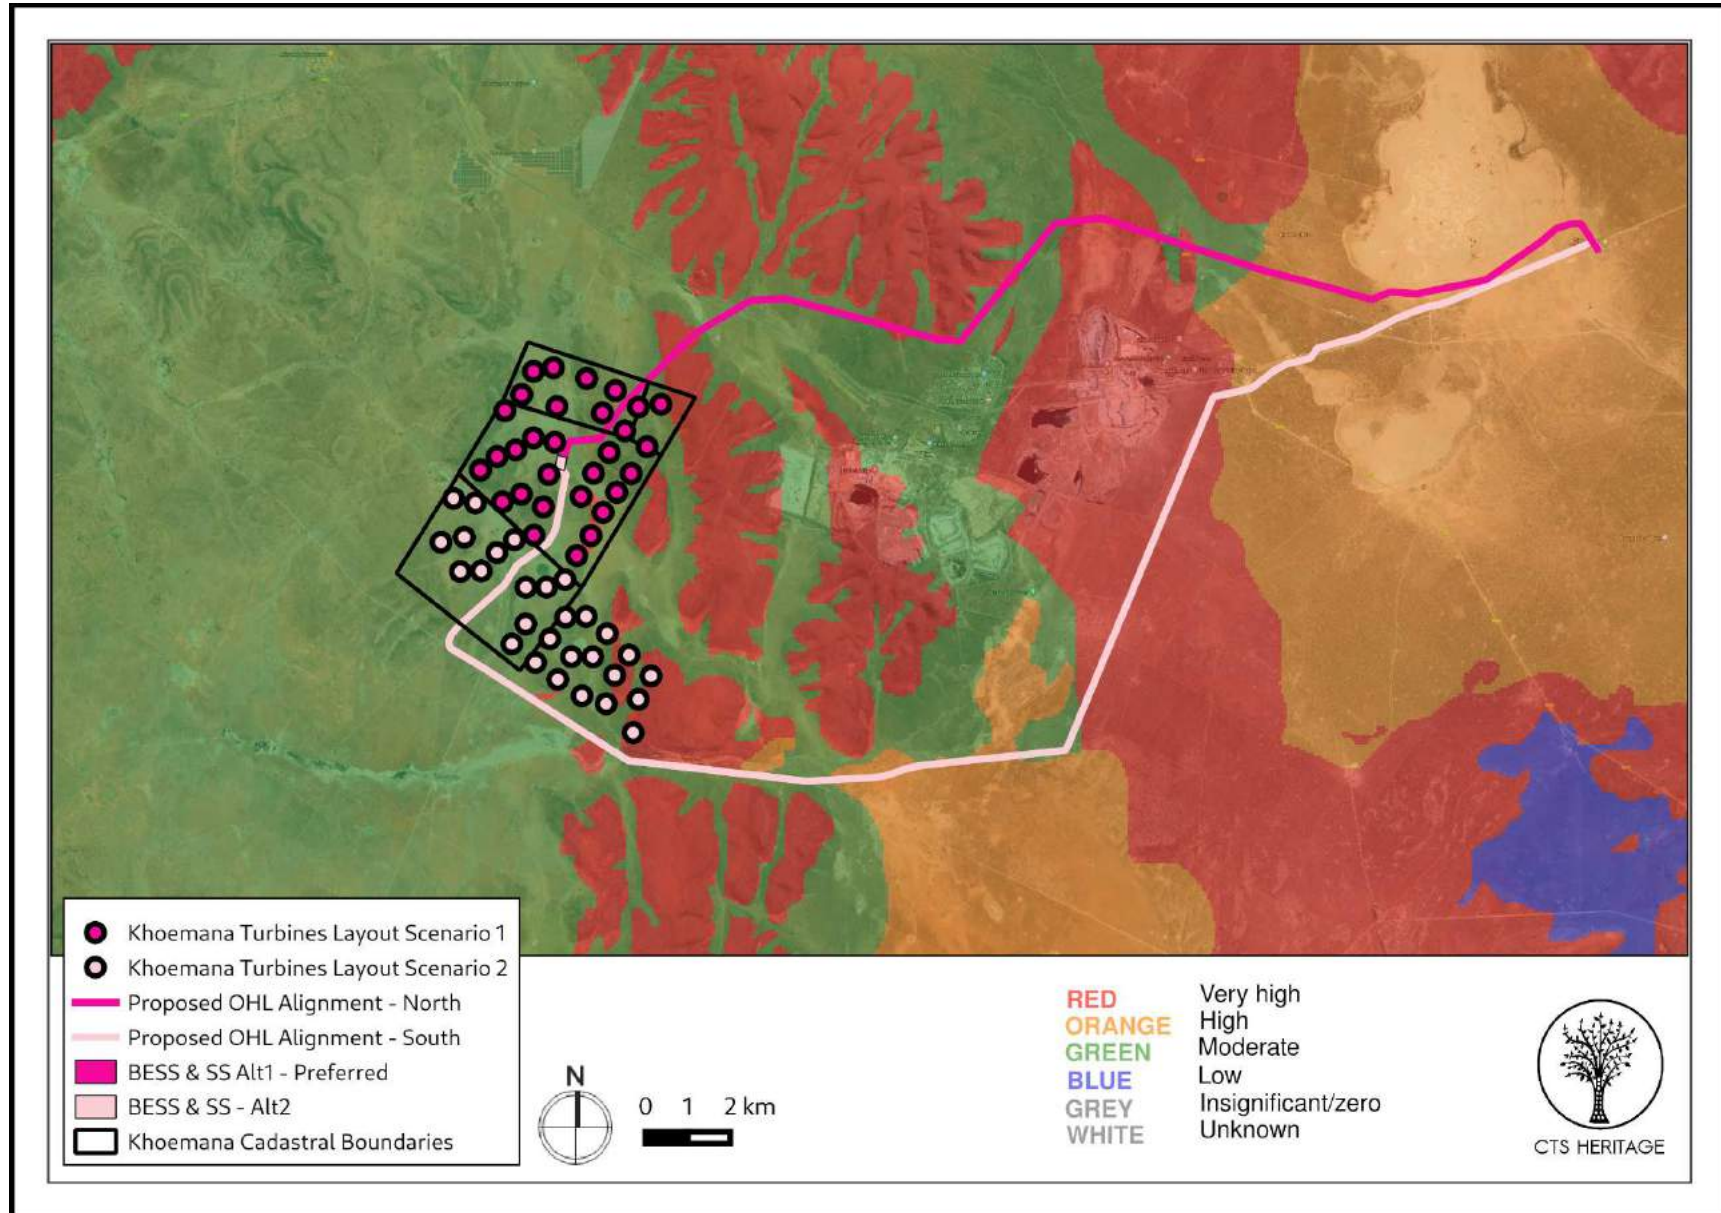 Khoemana Turbines Layout Scenario 1
Khoemana Turbines Layout Scenario 2
Proposed OHL Alignment - North
Proposed OHL Alignment - South
BESS & SS Alt1 - Preferred
BESS & SS - Alt2
Khoemana Cadastral Boundaries
N
0 1 2 km
RED Very high
ORANGE High
GREEN Moderate
BLUE Low
GREY Insignificant/zero
WHITE Unknown
CTS HERITAGE